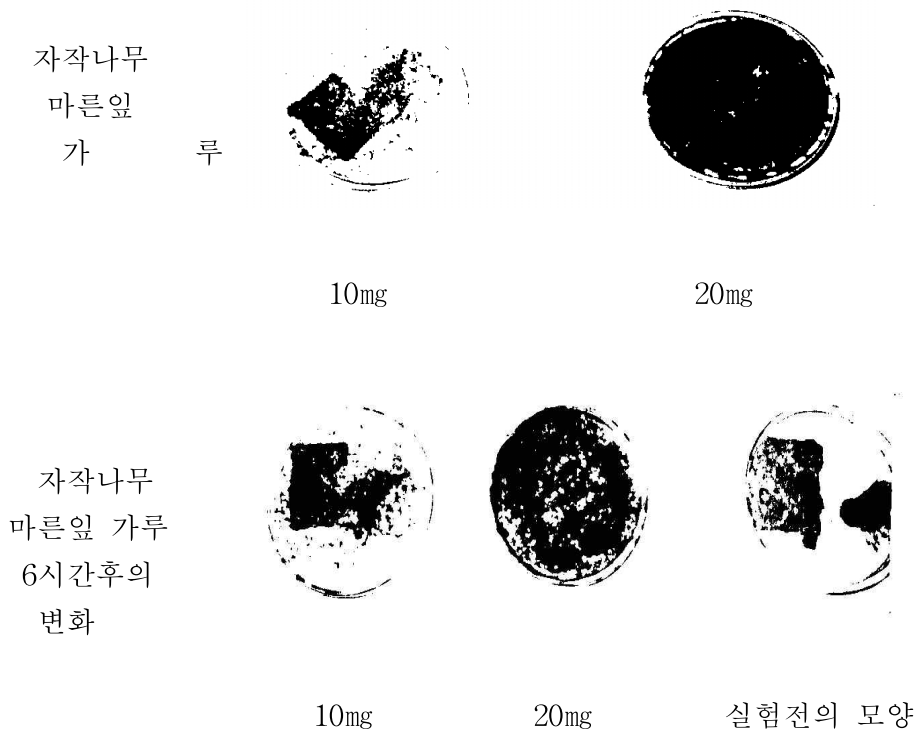 자작나무
마른잎
가 루
10㎎
20㎎
자작나무
마른잎 가루
6시간후의
변화
10㎎
20㎎
실험전의 모양